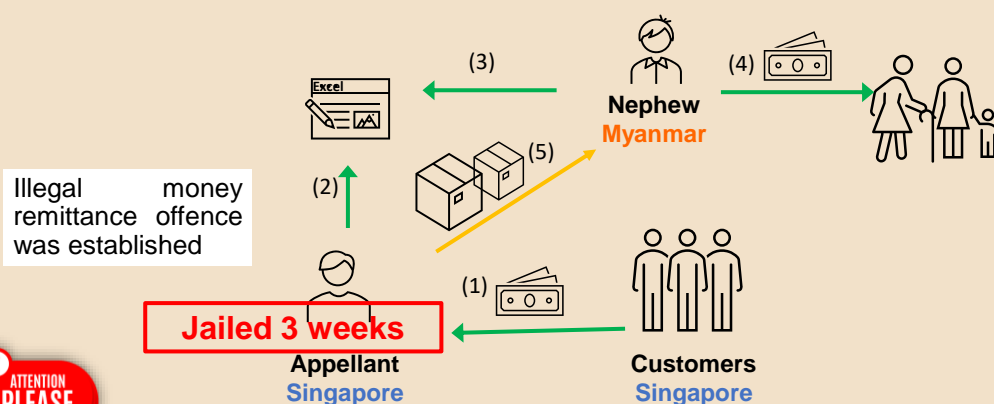 (3)
(4)
Excel
Nephew
Myanmar
(5)
(2)
Illegal money
remittance offence
was established
(1)
Jailed 3 weeks
Appellant
Singapore
Customers
Singapore
ATTENTION
PLEASE